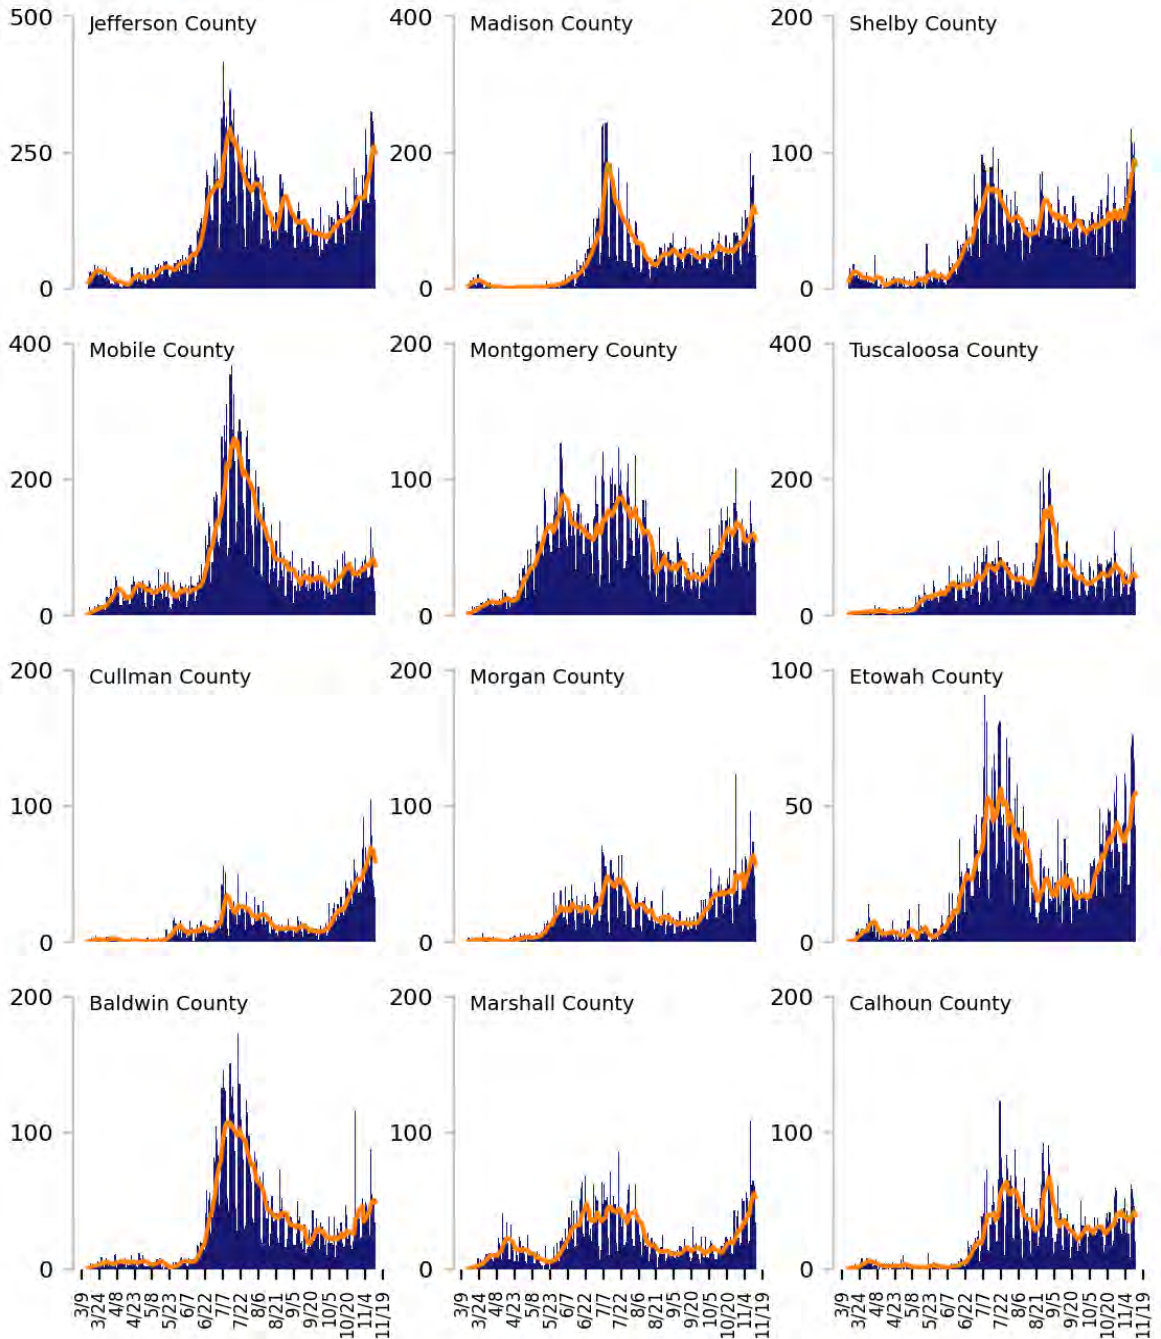 500 Jefferson County 400 Madison County 200 Shelby County
250 200 100
0 0 0
400 Mobile County 200 Montgomery County 400 Tuscaloosa County
200 100 200
0 0 0
200 Cullman County 200 Morgan County 100 Etowah County
100 100 50
0 0 0
200 Baldwin County 200 Marshall County 200 Calhoun County
100 100 100
0 0 0
3/9 3/24 4/8 4/23 5/8 5/23 6/7 6/22 7/7 7/22 8/6 8/21 9/5 9/20 10/5 10/20 11/4 11/19 3/9 3/24 4/8 4/23 5/8 5/23 6/7 6/22 7/7 7/22 8/6 8/21 9/5 9/20 10/5 10/20 11/4 11/19 3/9 3/24 4/8 4/23 5/8 5/23 6/7 6/22 7/7 7/22 8/6 8/21 9/5 9/20 10/5 10/20 11/4 11/19